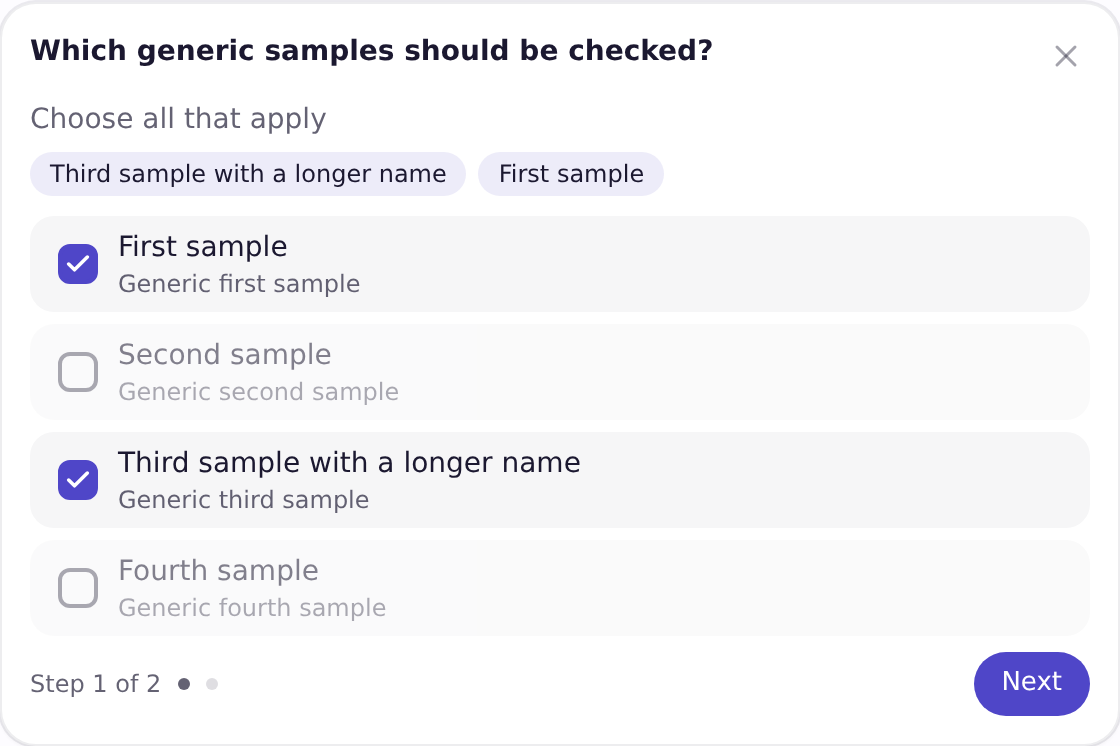 Which generic samples should be checked?
Choose all that apply
Third sample with a longer name First sample
First sample
Generic first sample
Second sample
Generic second sample
Third sample with a longer name
Generic third sample
Fourth sample
Generic fourth sample
Step 1 of 2 Next